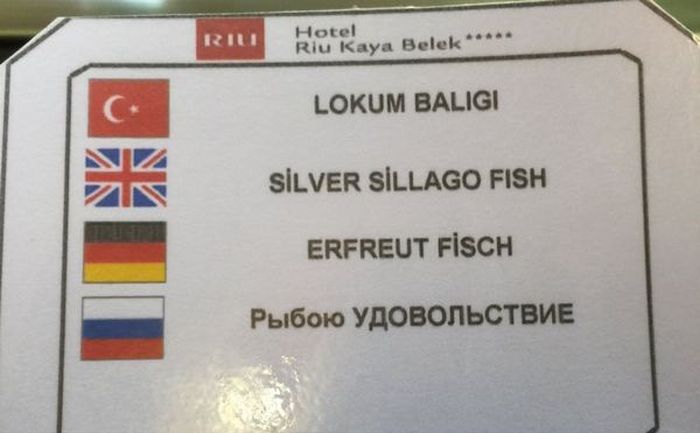 RIU
Hotel
Riu Kaya Belek*****
LOKUM BALIGI
SİLVER SİLLAGO FISH
ERFREUT FİSCH
Рыбою УДОВОЛЬСТВИЕ